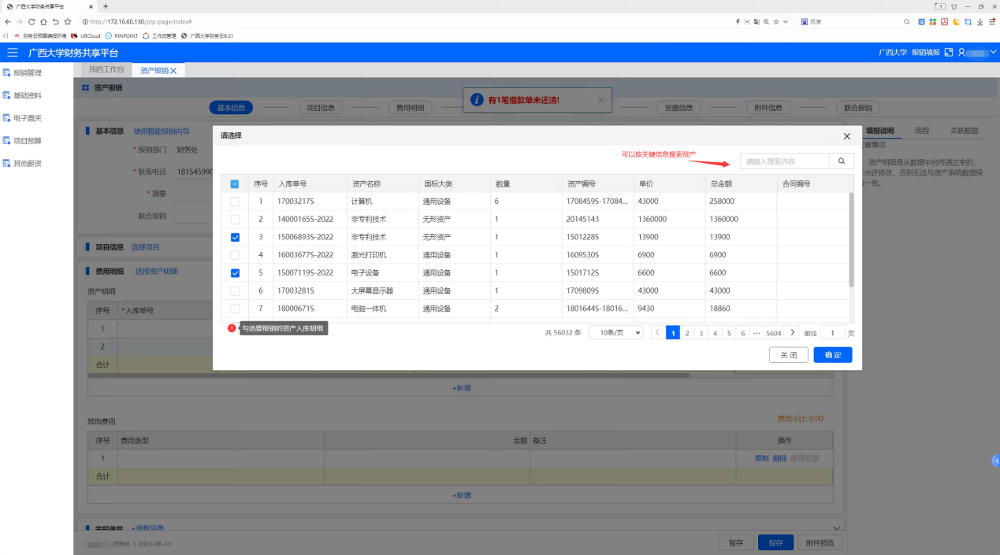 广西大学财务共享平台
http://172.16.60.130/ptp-page/index#
百度
财务云预算编报环境 U8Cloud PINPOINT 工作流管理 广西大学财务云8.31
广西大学财务共享平台
广西大学 报销填报
报销管理
基础资料
电子票夹
项目预算
其他薪资
我的工作台 资产报销
资产报销
有1笔借款单未还清!
基本信息 项目信息 费用明细 发票信息 附件信息 联合报销
基本信息 使用智能报销向导
* 报销部门 财务处
* 联系电话 181545990
* 摘要
联合报销
项目信息 选择项目
费用明细 选择资产明细
资产明细
序号 * 入库单号
1
2
合计
+新增
填报说明 流程 关联数据
意事项
资产明细是从数据中台传递过来的,
不允许修改,否则无法与资产系统数据保
一致。
请选择
可以按关键信息搜索资产
请输入搜索内容
序号 入库单号 资产名称 国标大类 数量 资产编号 单价 总金额 合同编号
1 17003217S 计算机 通用设备 6 1708459S-17084... 43000 258000
2 14000165S-2022 非专利技术 无形资产 1 20145143 1360000 1360000
3 15006893S-2022 非专利技术 无形资产 1 1501228S 13900 13900
4 16003677S-2022 激光打印机 通用设备 1 1609530S 6900 6900
5 15007119S-2022 电子设备 通用设备 1 1501712S 6600 6600
6 17003281S 大屏幕显示器 通用设备 1 1709809S 43000 43000
7 18000671S 电脑一体机 通用设备 2 1801644S-18016... 9430 18860
1 勾选要报销的资产入库明细
共 56032 条 10条/页 1 2 3 4 5 6 ··· 5604 前往 1 页
关 闭 确 定
其他费用
费用小计: 0.00
序号 费用类型 金额 备注 操作
1 复制 删除 联查发票
合计
+新增
关联单据 +借款信息
财务处 | 2023-06-13
暂存 保存 附件预览